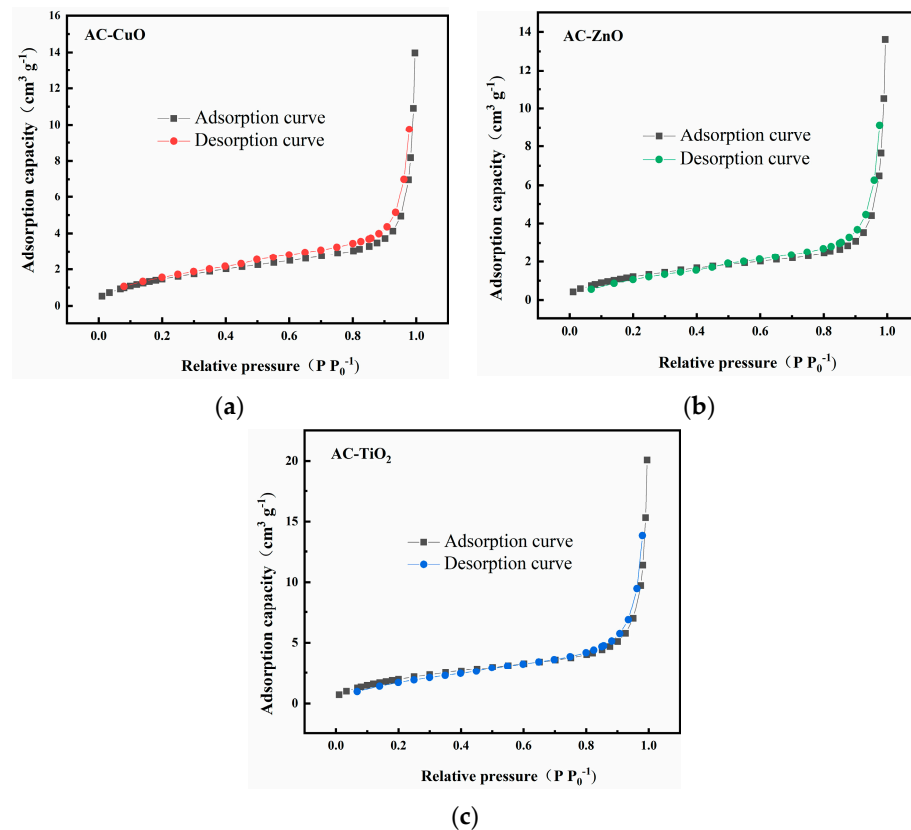 AC-CuO
Adsorption capacity（cm³ g⁻¹)
16
14
12
10
8
6
4
2
0
Adsorption curve
Desorption curve
0.0 0.2 0.4 0.6 0.8 1.0
Relative pressure（P P₀⁻¹)
(a)
AC-ZnO
Adsorption capacity（cm³ g⁻¹)
14
12
10
8
6
4
2
0
Adsorption curve
Desorption curve
0.0 0.2 0.4 0.6 0.8 1.0
Relative pressure（P P₀⁻¹)
(b)
AC-TiO₂
Adsorption capacity（cm³ g⁻¹)
20
15
10
5
0
Adsorption curve
Desorption curve
0.0 0.2 0.4 0.6 0.8 1.0
Relative pressure（P P₀⁻¹)
(c)